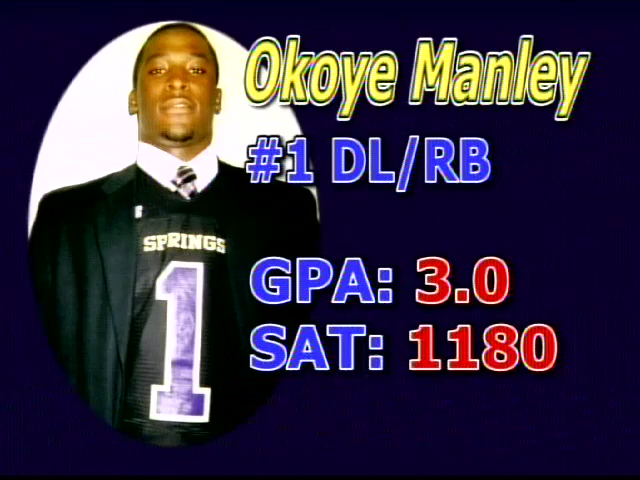 Okoye Manley
#1 DL/RB
SPRINGS
1
GPA: 3.0
SAT: 1180